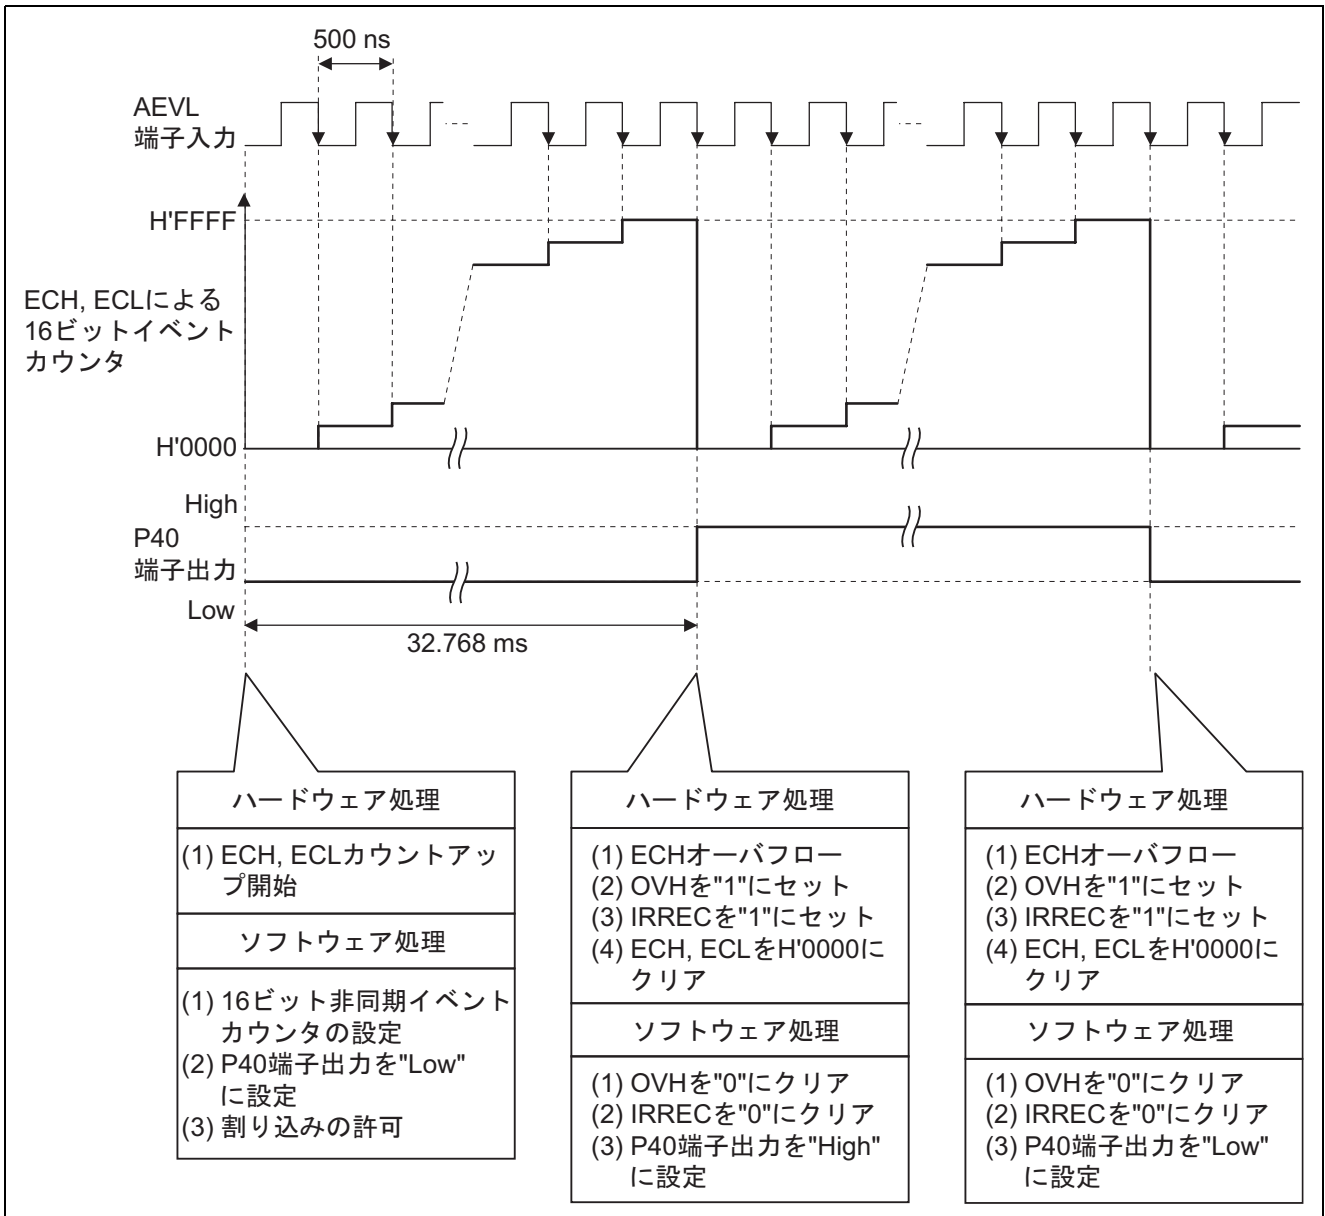 500 ns
AEVL
端子入力
H'FFFF
ECH, ECLによる
16ビットイベント
カウンタ
H'0000
High
P40
端子出力
Low
32.768 ms
ハードウェア処理
(1) ECH, ECLカウントアッ
プ開始
ソフトウェア処理
(1) 16ビット非同期イベント
カウンタの設定
(2) P40端子出力を"Low"
に設定
(3) 割り込みの許可
ハードウェア処理
(1) ECHオーバフロー
(2) OVHを"1"にセット
(3) IRRECを"1"にセット
(4) ECH, ECLをH'0000に
クリア
ソフトウェア処理
(1) OVHを"0"にクリア
(2) IRRECを"0"にクリア
(3) P40端子出力を"High"
に設定
ハードウェア処理
(1) ECHオーバフロー
(2) OVHを"1"にセット
(3) IRRECを"1"にセット
(4) ECH, ECLをH'0000に
クリア
ソフトウェア処理
(1) OVHを"0"にクリア
(2) IRRECを"0"にクリア
(3) P40端子出力を"Low"
に設定